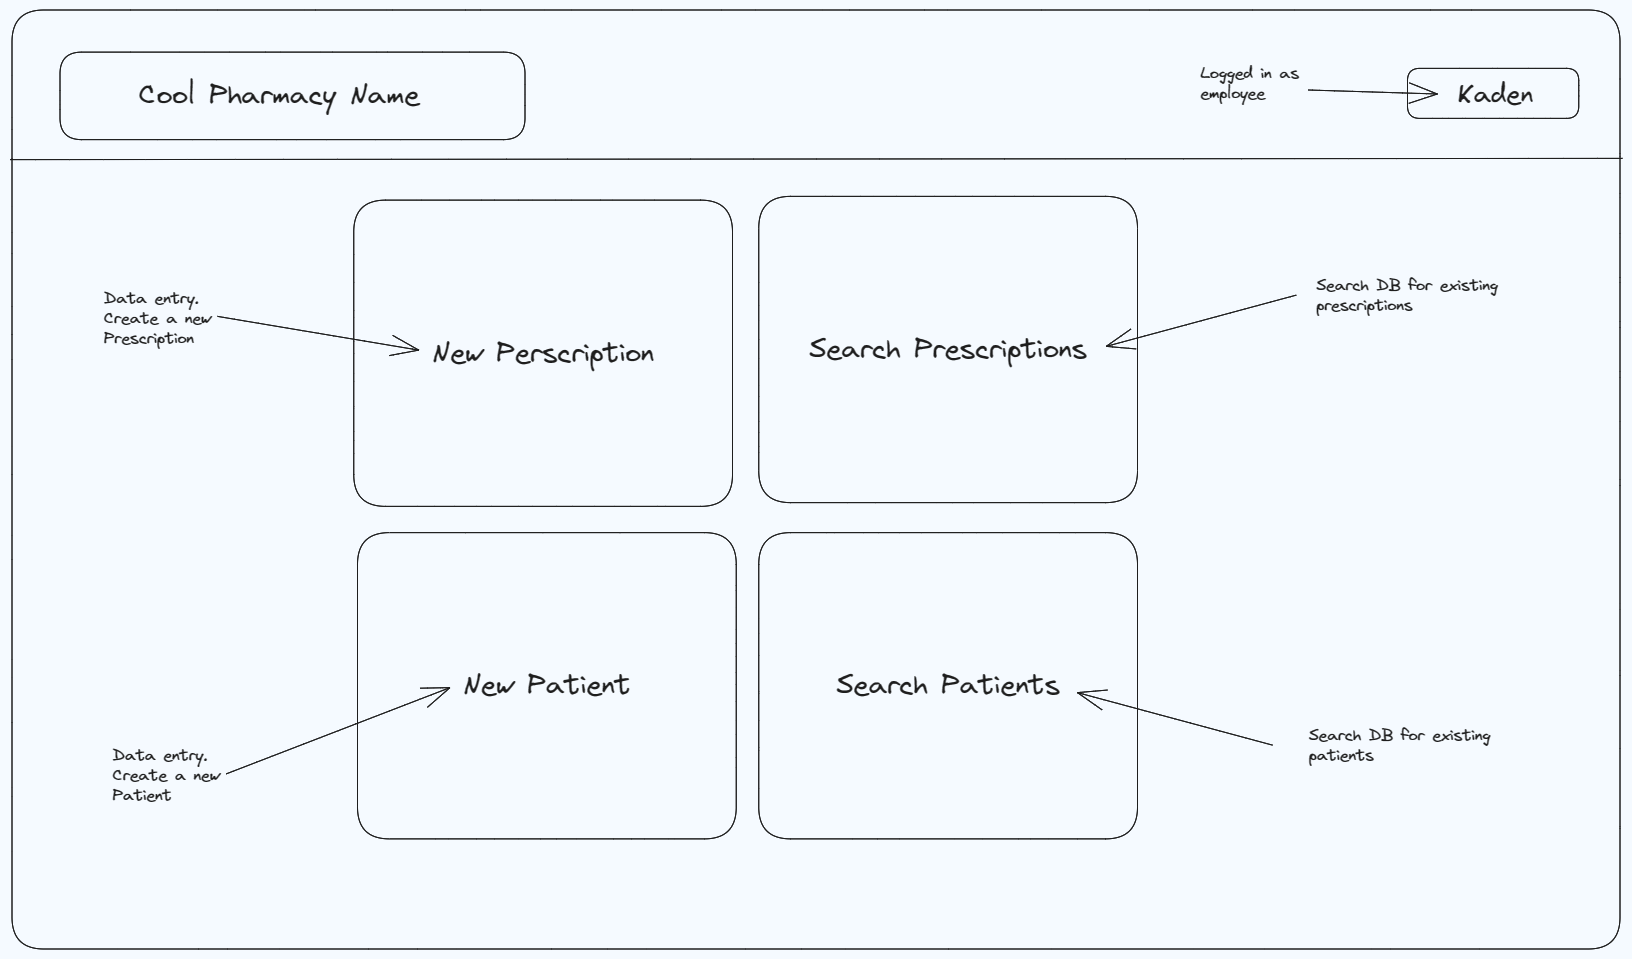 Cool Pharmacy Name
Logged in as
employee
Kaden
Data entry.
Create a new
Prescription
New Perscription
Search Prescriptions
Search DB for existing
prescriptions
Data entry.
Create a new
Patient
New Patient
Search Patients
Search DB for existing
patients